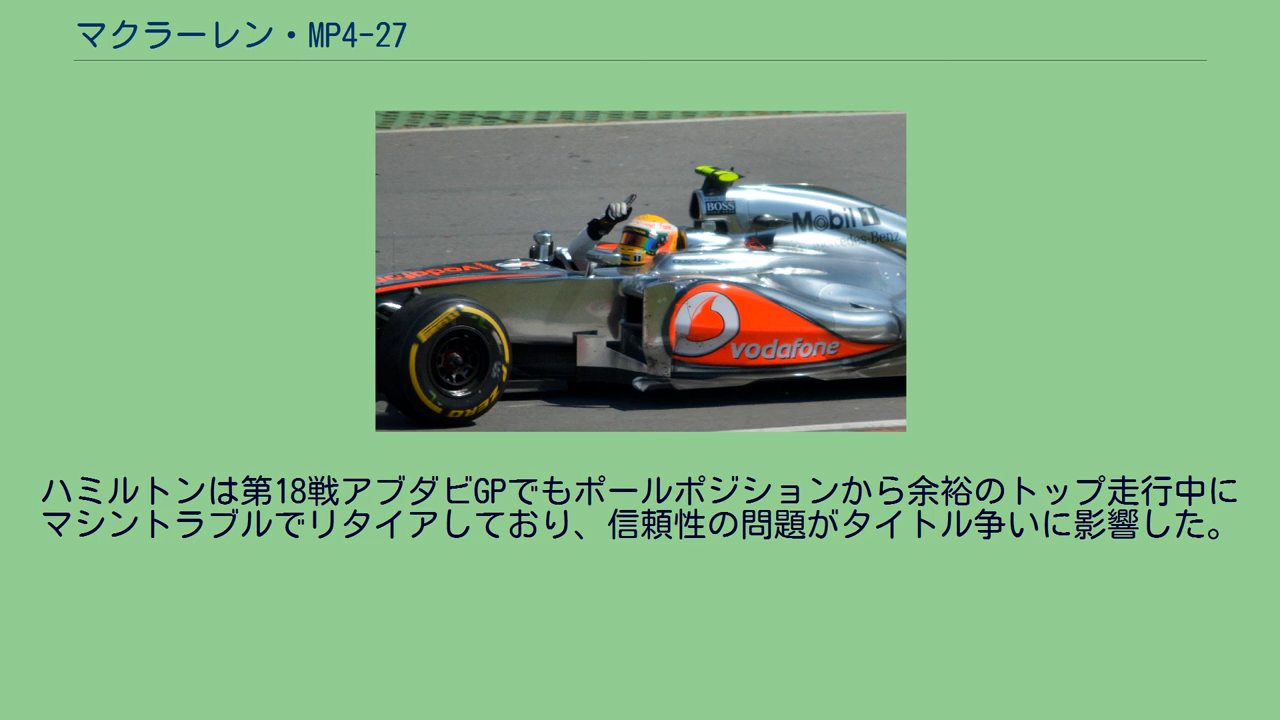 マクラーレン・MP4-27
BOSS
Mobil 1
Mercedes-Benz
vodafone
vodafone
PIRELLI
ZERO
ハミルトンは第18戦アブダビGPでもポールポジションから余裕のトップ走行中に
マシントラブルでリタイアしており、信頼性の問題がタイトル争いに影響した。